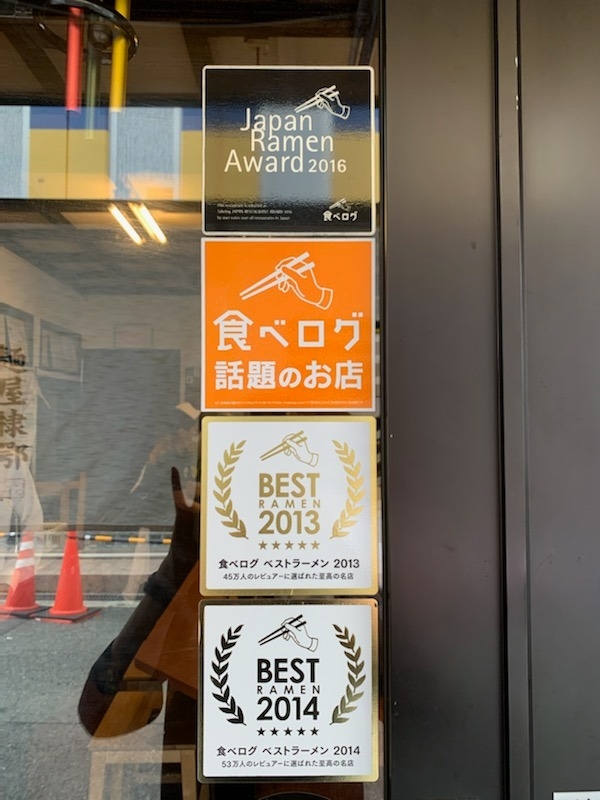 Japan
Ramen
Award 2016
食べログ
食べログ
話題のお店
BEST
RAMEN
2013
★★★★★
食べログ ベストラーメン 2013
45万人のレビュアーに選ばれた至高の名店
BEST
RAMEN
2014
★★★★★
食べログ ベストラーメン 2014
53万人のレビュアーに選ばれた至高の名店
麺屋棣鄂